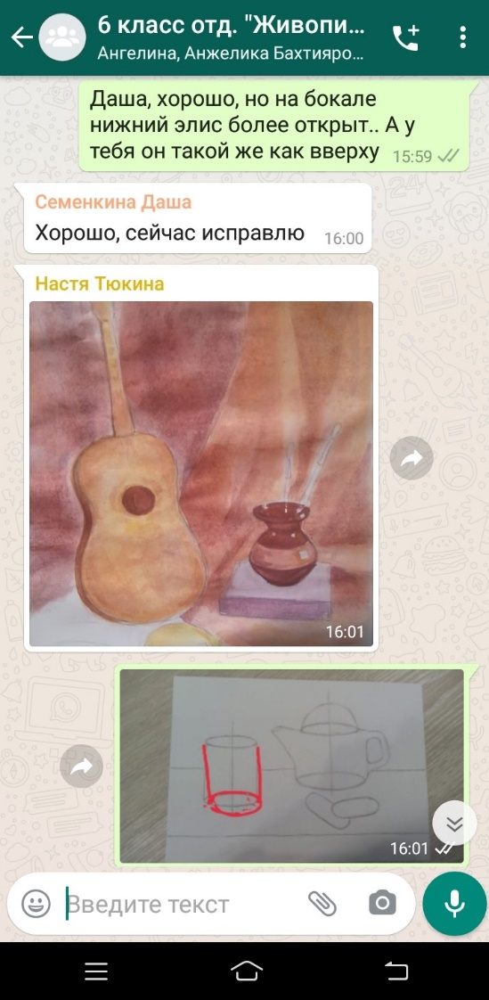 6 класс отд. "Живопи...
Ангелина, Анжелика Бахтияро...
Даша, хорошо, но на бокале
нижний элис более открыт.. А у
тебя он такой же как вверху 15:59
Семенкина Даша
Хорошо, сейчас исправлю 16:00
Настя Тюкина
16:01
16:01
Введите текст